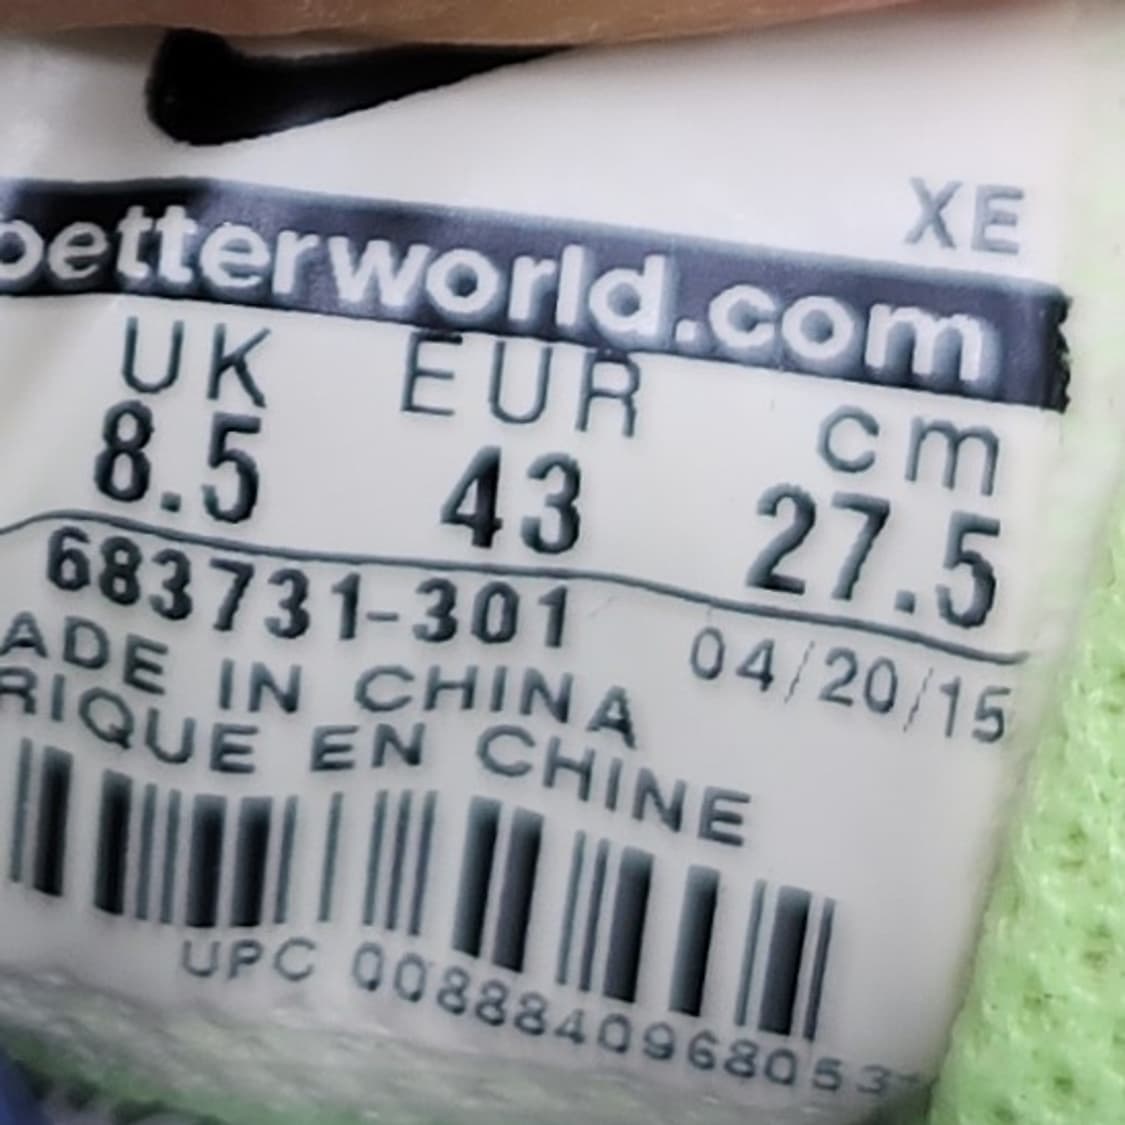 XE
betterworld.com
UK EUR cm
8.5 43 27.5
683731-301 04/20/15
ADE IN CHINA
RIQUE EN CHINE
UPC 00888409680537